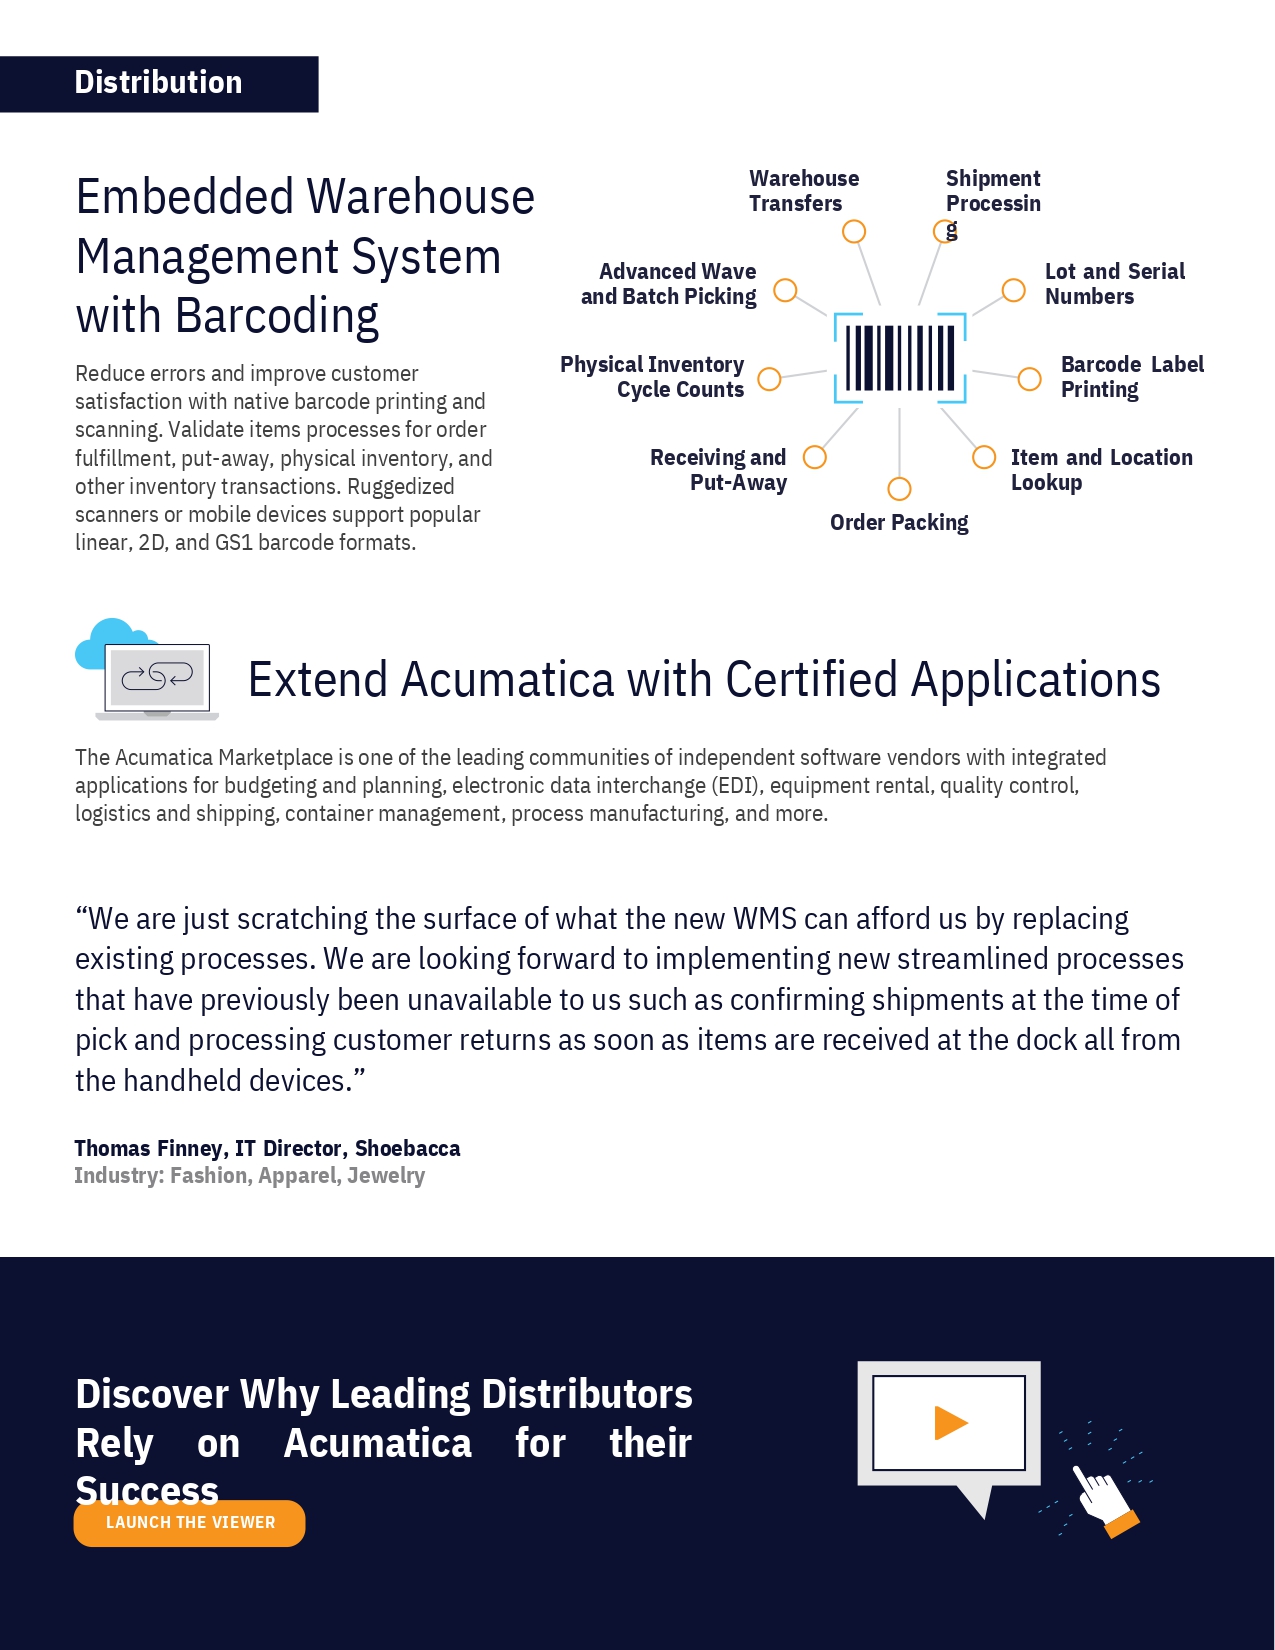 Distribution
Embedded Warehouse
Management System
with Barcoding
Reduce errors and improve customer
satisfaction with native barcode printing and
scanning. Validate items processes for order
fulfillment, put-away, physical inventory, and
other inventory transactions. Ruggedized
scanners or mobile devices support popular
linear, 2D, and GS1 barcode formats.
Warehouse
Transfers
Shipment
Processin
g
Advanced Wave
and Batch Picking
Lot and Serial
Numbers
Physical Inventory
Cycle Counts
Barcode Label
Printing
Receiving and
Put-Away
Item and Location
Lookup
Order Packing
Extend Acumatica with Certified Applications
The Acumatica Marketplace is one of the leading communities of independent software vendors with integrated
applications for budgeting and planning, electronic data interchange (EDI), equipment rental, quality control,
logistics and shipping, container management, process manufacturing, and more.
“We are just scratching the surface of what the new WMS can afford us by replacing
existing processes. We are looking forward to implementing new streamlined processes
that have previously been unavailable to us such as confirming shipments at the time of
pick and processing customer returns as soon as items are received at the dock all from
the handheld devices.”
Thomas Finney, IT Director, Shoebacca
Industry: Fashion, Apparel, Jewelry
Discover Why Leading Distributors
Rely on Acumatica for their
Success
LAUNCH THE VIEWER